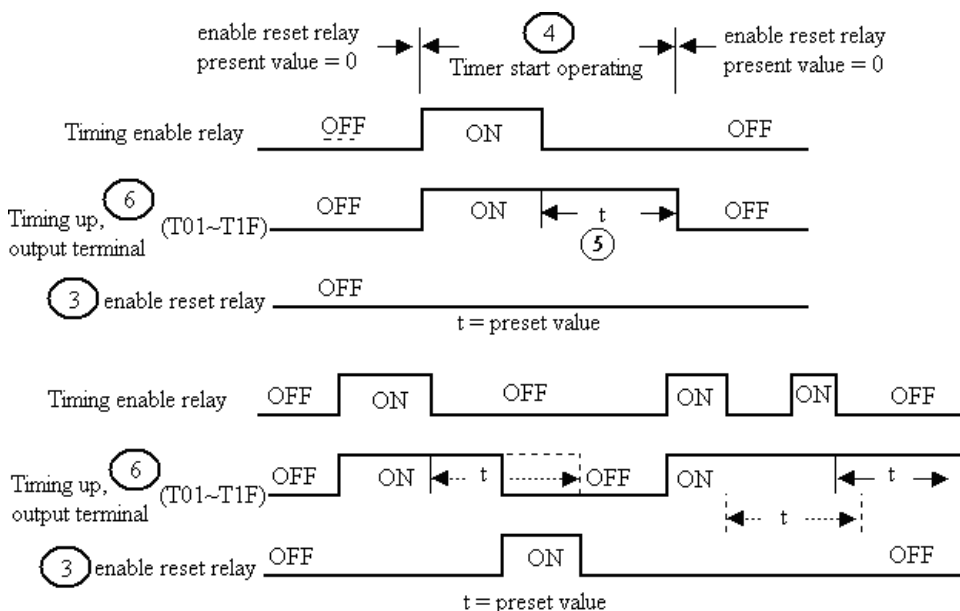 enable reset relay
present value = 0
4
Timer start operating
enable reset relay
present value = 0
Timing enable relay
OFF
ON
OFF
Timing up,
output terminal
6
(T01~T1F)
OFF
ON
t
5
OFF
3 enable reset relay
OFF
t = preset value
Timing enable relay
OFF
ON
OFF
ON
ON
OFF
Timing up,
output terminal
6
(T01~T1F)
OFF
ON
t
OFF
ON
t
t
3 enable reset relay
OFF
ON
OFF
t = preset value